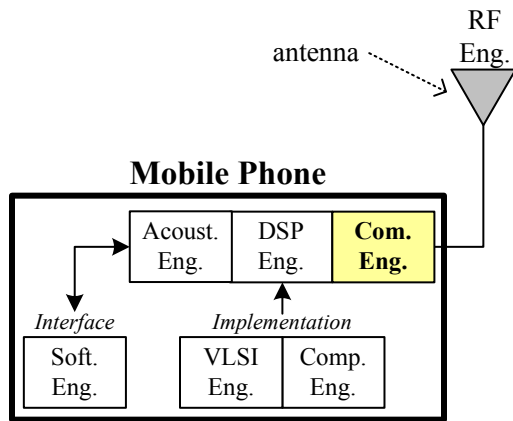 RF
Eng.
antenna
Mobile Phone
Acoust.
Eng.
DSP
Eng.
Com.
Eng.
Interface
Implementation
Soft.
Eng.
VLSI
Eng.
Comp.
Eng.